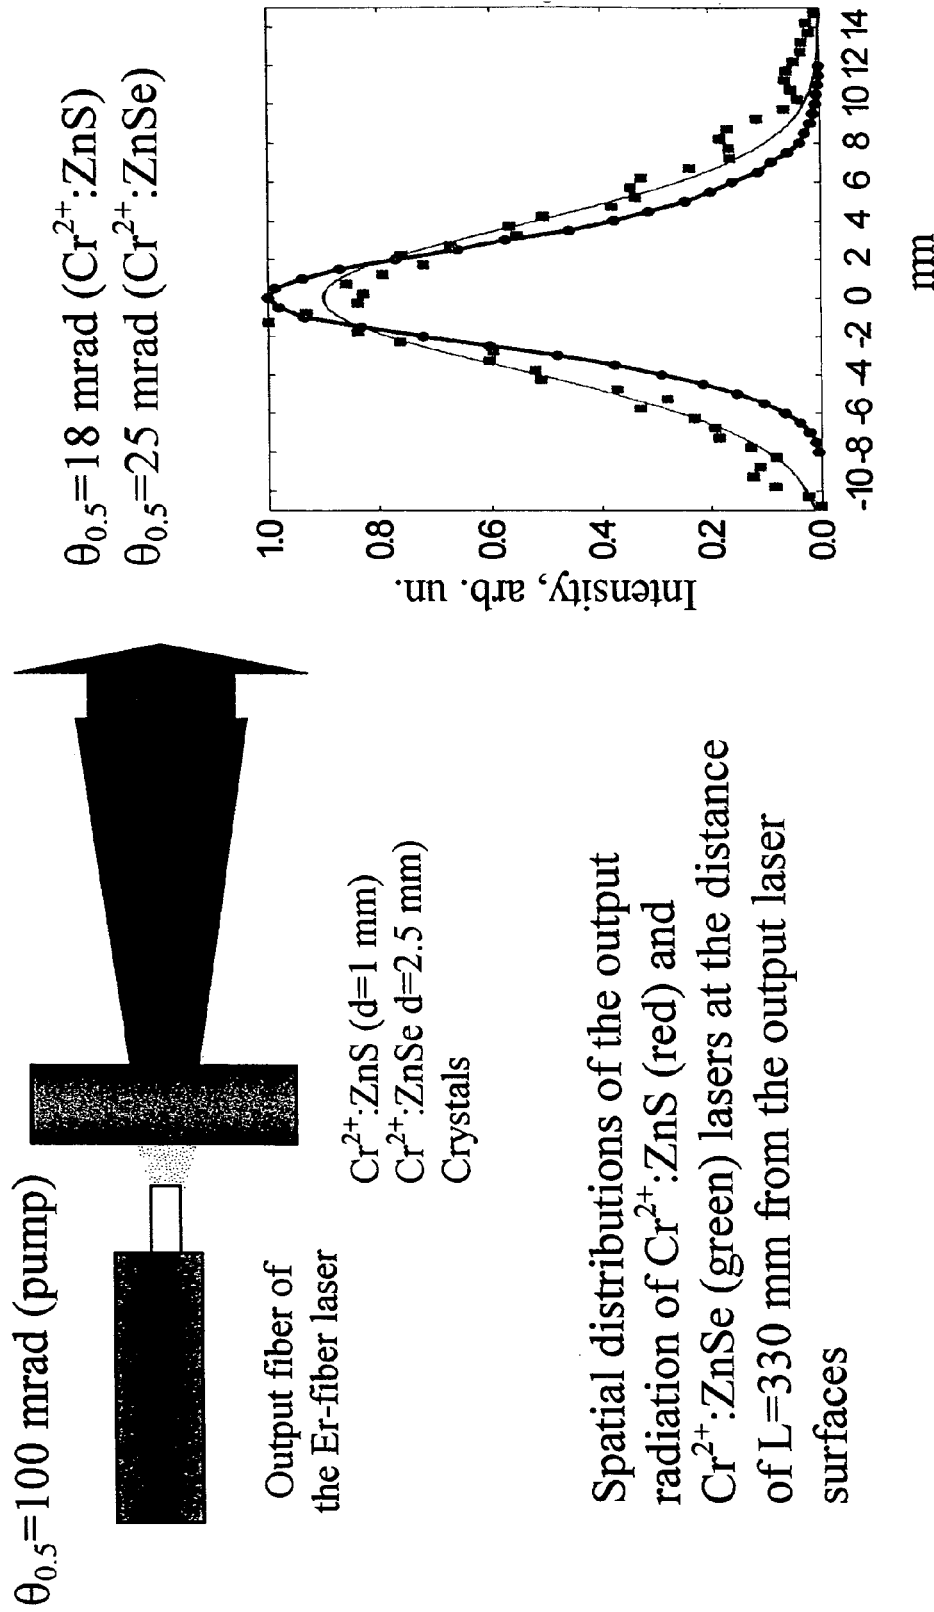 θ0.5=100 mrad (pump)
Output fiber of
the Er-fiber laser
Cr2+:ZnS (d=1 mm)
Cr2+:ZnSe d=2.5 mm)
Crystals
θ0.5=18 mrad (Cr2+:ZnS)
θ0.5=25 mrad (Cr2+:ZnSe)
Intensity, arb. un.
1.0
0.8
0.6
0.4
0.2
0.0
-10 -8 -6 -4 -2 0 2 4 6 8 10 12 14
nm
Spatial distributions of the output
radiation of Cr2+:ZnS (red) and
Cr2+:ZnSe (green) lasers at the distance
of L=330 mm from the output laser
surfaces